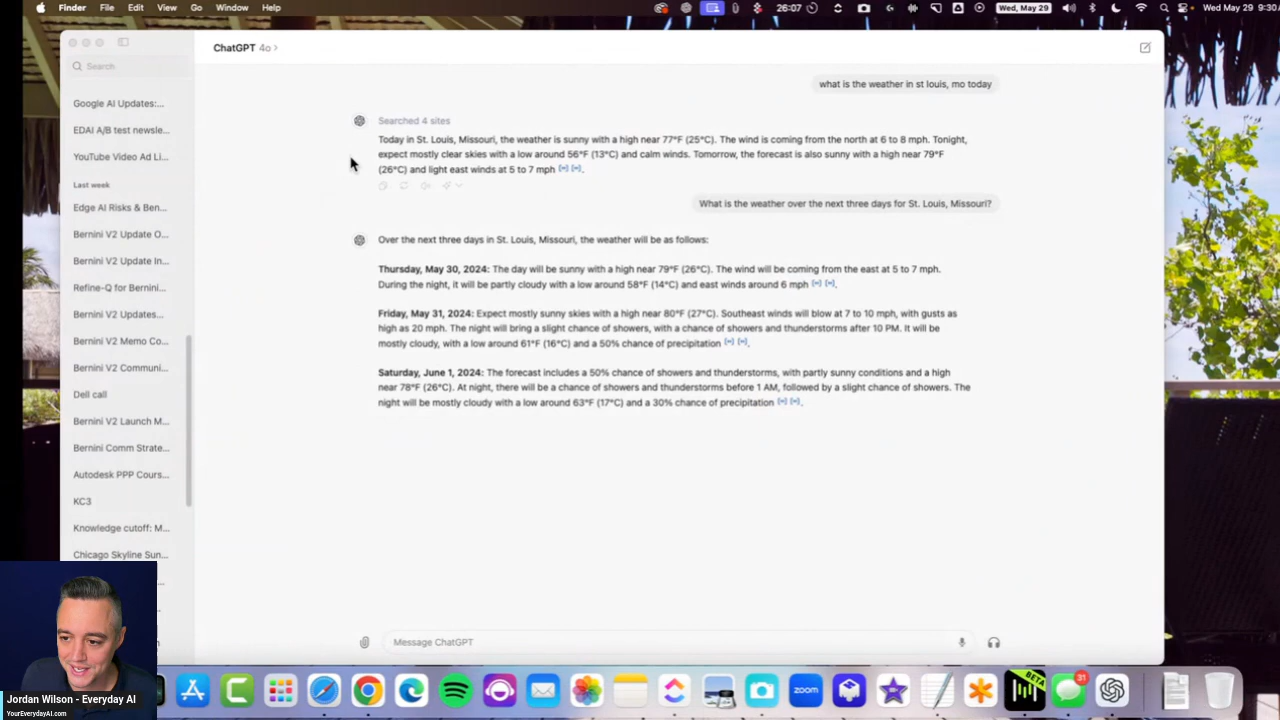 Finder File Edit View Go Window Help
26:07
Wed, May 29
Wed May 29 9:30
Search
ChatGPT 4o >
Google AI Updates:...
EDAI A/B test newsle...
YouTube Video Ad Li...
Last week
Edge AI Risks & Ben...
Bernini V2 Update O...
Bernini V2 Update In...
Refine-Q for Bernini...
Bernini V2 Updates...
Bernini V2 Memo Co...
Bernini V2 Communi...
Dell call
Bernini V2 Launch M...
Bernini Comm Strate...
Autodesk PPP Cours...
KC3
Knowledge cutoff: M...
Chicago Skyline Sun...
what is the weather in st louis, mo today
Searched 4 sites
Today in St. Louis, Missouri, the weather is sunny with a high near 77°F (25°C). The wind is coming from the north at 6 to 8 mph. Tonight,
expect mostly clear skies with a low around 56°F (13°C) and calm winds. Tomorrow, the forecast is also sunny with a high near 79°F
(26°C) and light east winds at 5 to 7 mph.
What is the weather over the next three days for St. Louis, Missouri?
Over the next three days in St. Louis, Missouri, the weather will be as follows:
Thursday, May 30, 2024: The day will be sunny with a high near 79°F (26°C). The wind will be coming from the east at 5 to 7 mph.
During the night, it will be partly cloudy with a low around 58°F (14°C) and east winds around 6 mph.
Friday, May 31, 2024: Expect mostly sunny skies with a high near 80°F (27°C). Southeast winds will blow at 7 to 10 mph, with gusts as
high as 20 mph. The night will bring a slight chance of showers, with a chance of showers and thunderstorms after 10 PM. It will be
mostly cloudy, with a low around 61°F (16°C) and a 50% chance of precipitation.
Saturday, June 1, 2024: The forecast includes a 50% chance of showers and thunderstorms, with partly sunny conditions and a high
near 78°F (26°C). At night, there will be a chance of showers and thunderstorms before 1 AM, followed by a slight chance of showers. The
night will be mostly cloudy with a low around 63°F (17°C) and a 30% chance of precipitation.
Message ChatGPT
Jordan Wilson - Everyday AI
YourEverydayAI.com
zoom
BETA
31